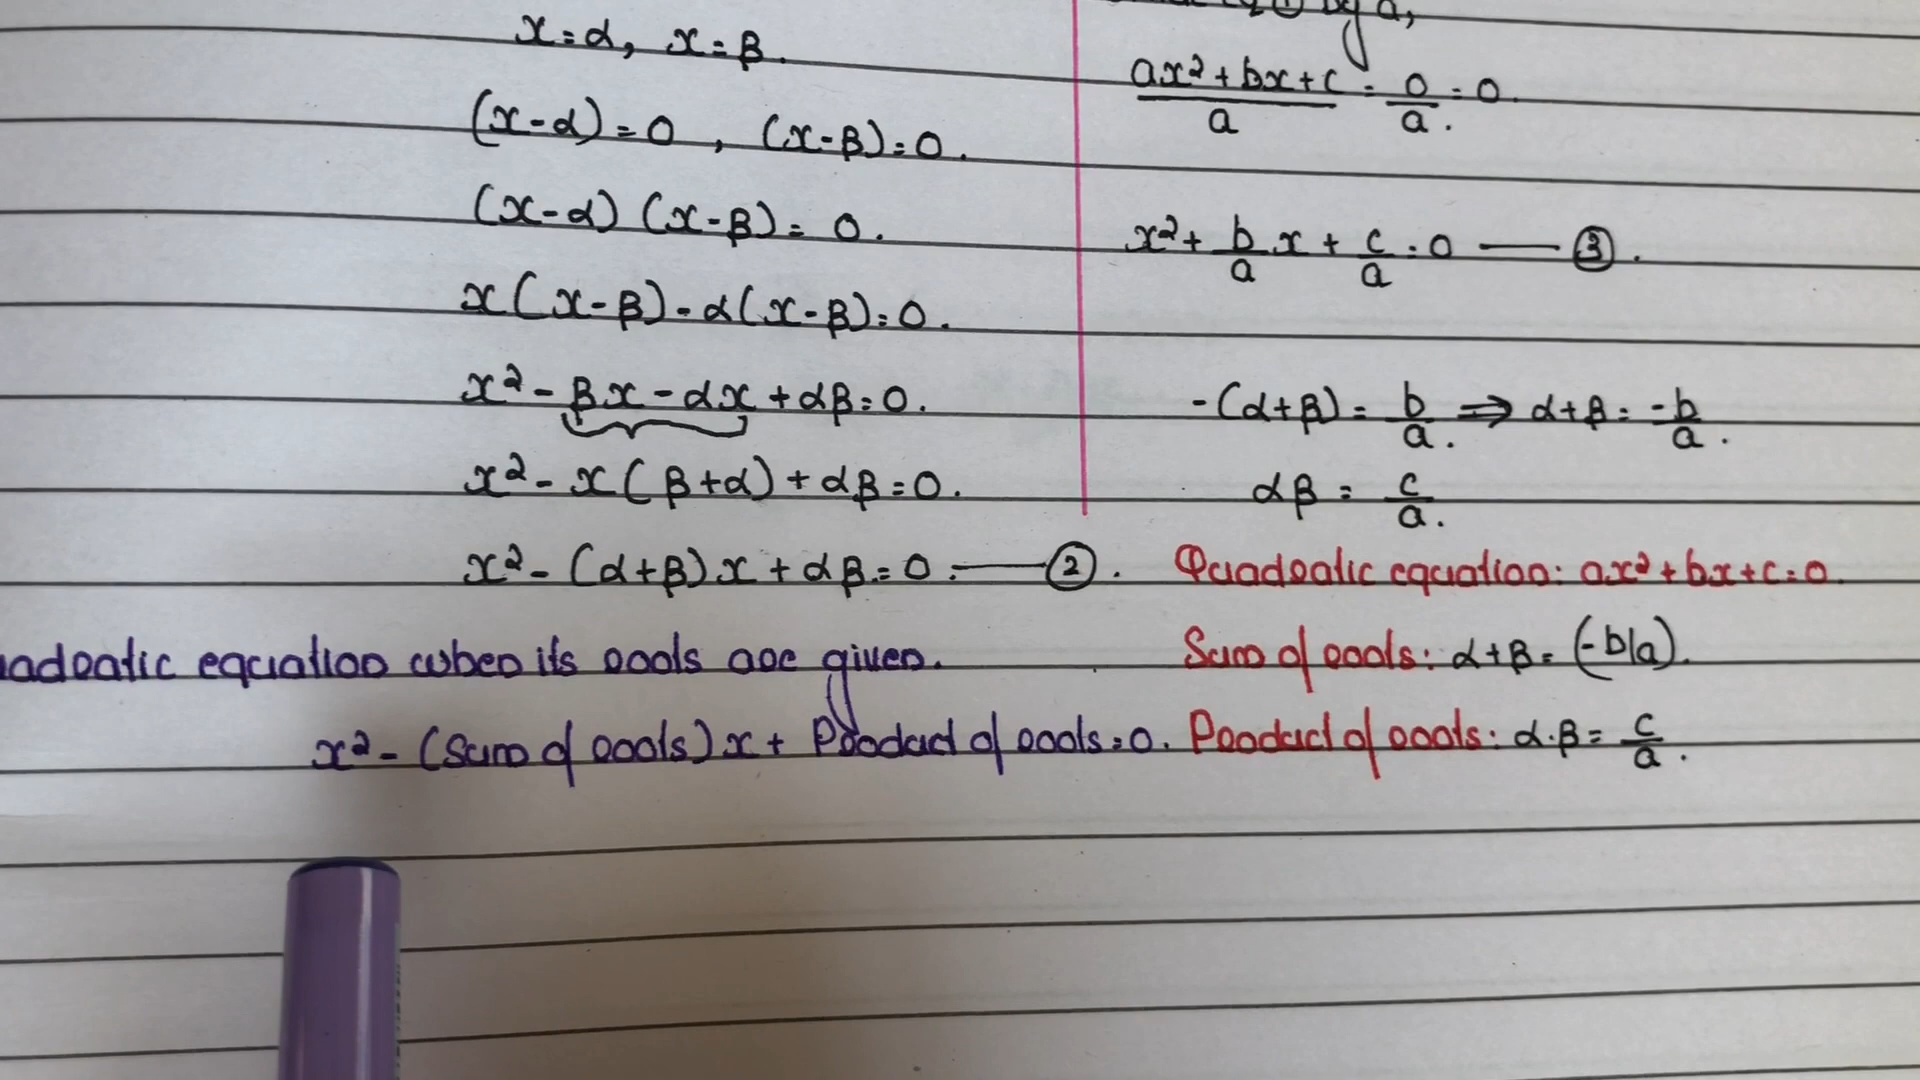 x = α, x = β.
(x-α) = 0, (x-β) = 0.
(x-α) (x-β) = 0.
x(x-β) - α(x-β) = 0.
x² - βx - αx + αβ = 0.
x² - x(β+α) + αβ = 0.
x² - (α+β)x + αβ = 0. — ②.
equation when its roots are given.
x² - (Sum of roots)x + Product of roots = 0.
by a,
(ax² + bx + c)/a = 0/a = 0.
x² + b/a x + c/a = 0 — ③.
-(α+β) = b/a. ⇒ α+β = -b/a.
αβ = c/a.
Quadratic equation: ax² + bx + c = 0.
Sum of roots: α+β = (-b/a).
Product of roots: α·β = c/a.